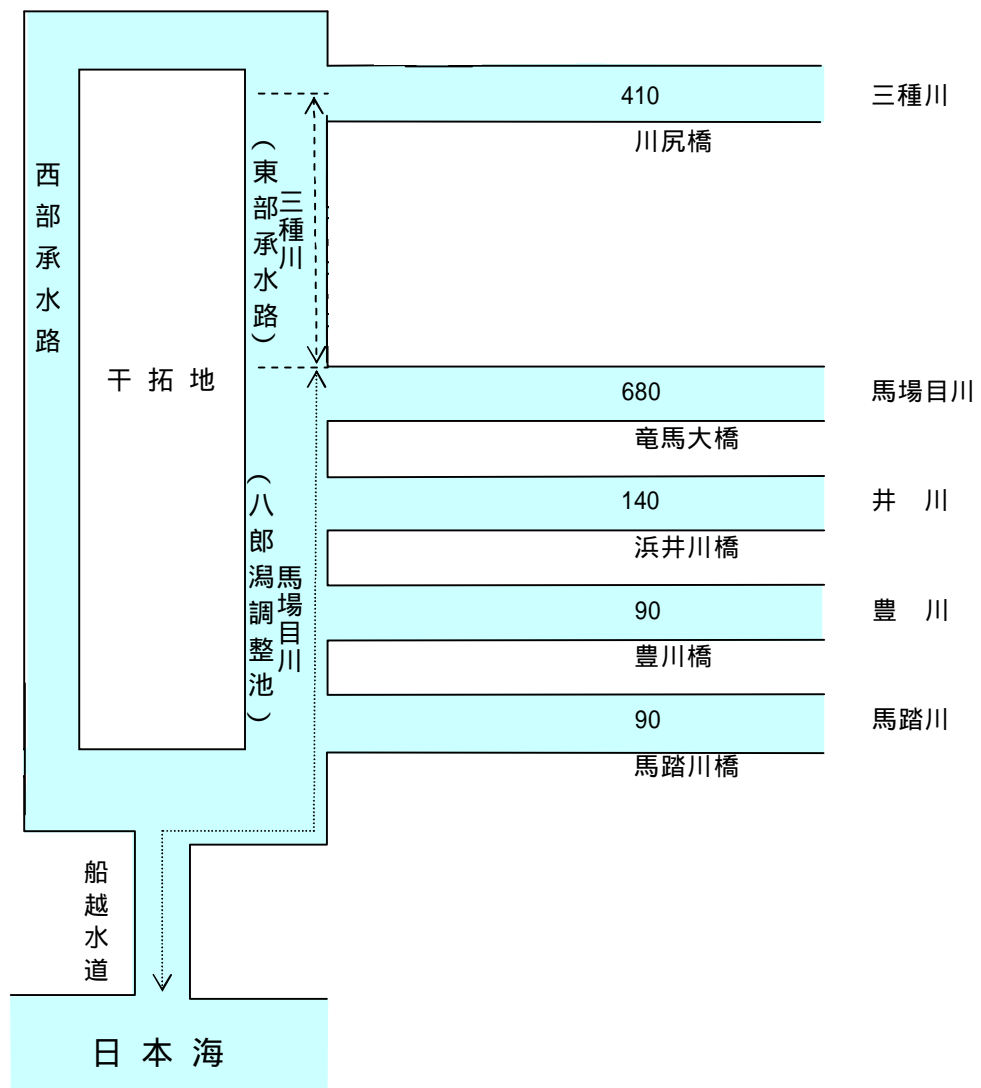 410
三種川
川尻橋
西部承水路
（東部承水路）
三種川
干拓地
680
馬場目川
竜馬大橋
140
井　川
浜井川橋
（八郎潟調整池）
馬場目川
90
豊　川
豊川橋
90
馬踏川
馬踏川橋
船越水道
日本海